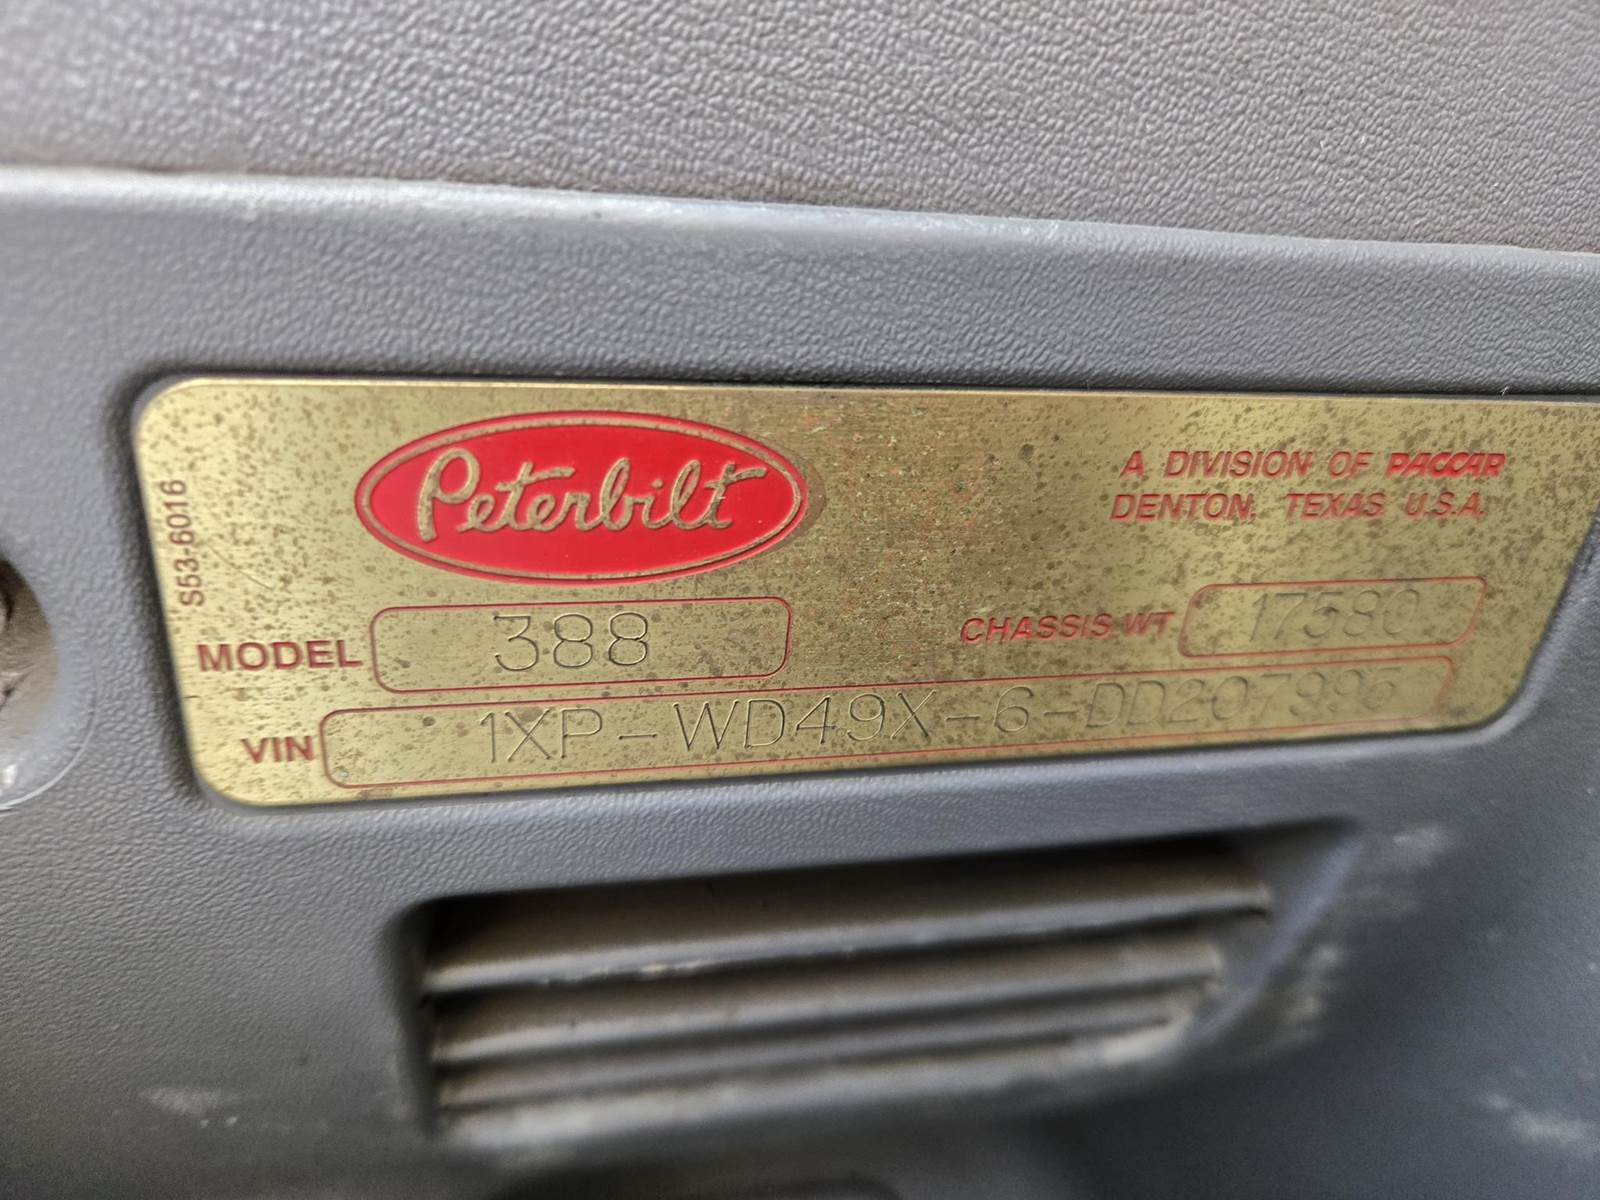 Peterbilt
A DIVISION OF PACCAR
DENTON, TEXAS U.S.A.
S53-6016
MODEL 388
CHASSIS WT 17580
VIN 1XP-WD49X-6-DD207995